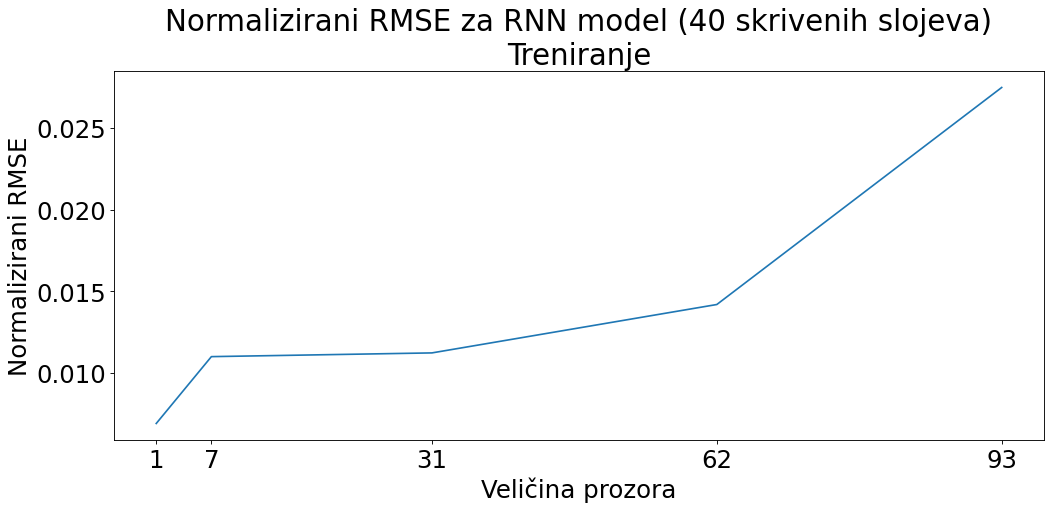 Normalizirani RMSE za RNN model (40 skrivenih slojeva)
Treniranje
Normalizirani RMSE
0.025
0.020
0.015
0.010
1 7 31 62 93
Veličina prozora